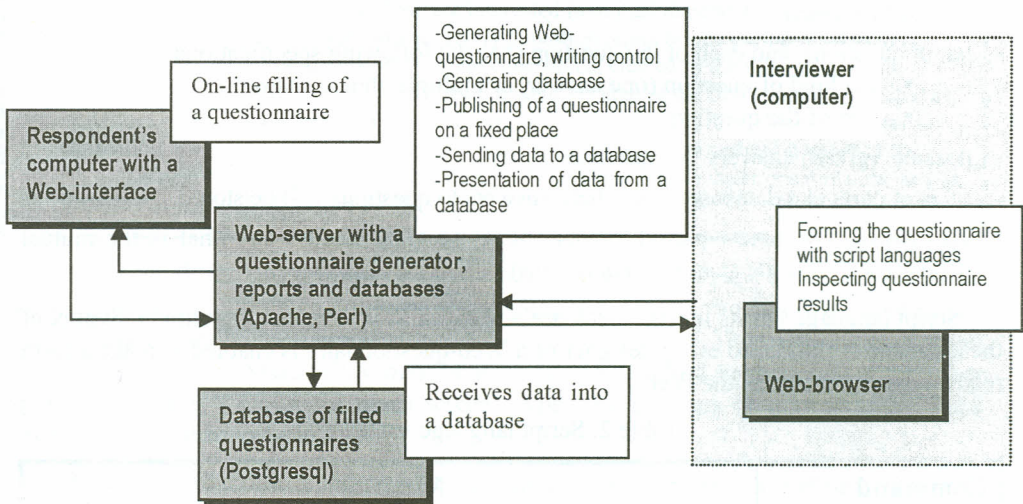 On-line filling of
a questionnaire
Respondent's
computer with a
Web-interface
-Generating Web-
questionnaire, writing control
-Generating database
-Publishing of a questionnaire
on a fixed place
-Sending data to a database
-Presentation of data from a
database
Web-server with a
questionnaire generator,
reports and databases
(Apache, Perl)
Receives data into
a database
Database of filled
questionnaires
(Postgresql)
Interviewer
(computer)
Forming the questionnaire
with script languages
Inspecting questionnaire
results
Web-browser